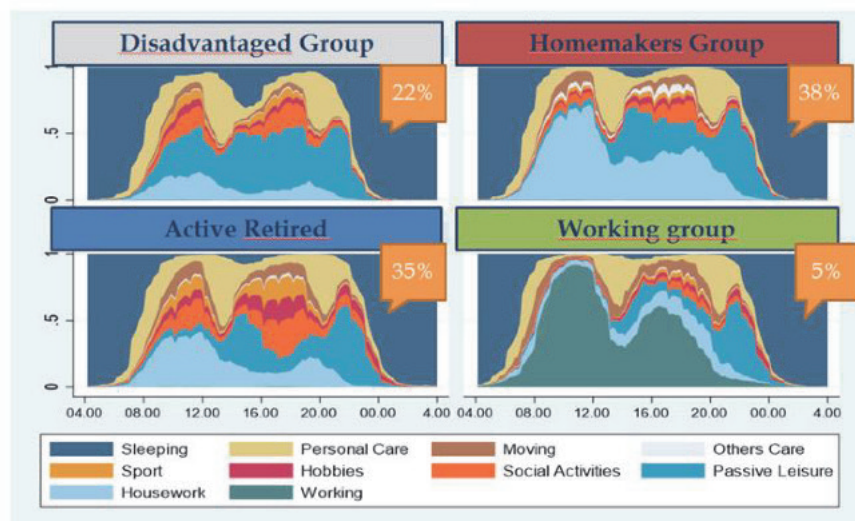 Disadvantaged Group
Homemakers Group
22%
38%
1
.5
0
Active Retired
Working group
35%
5%
1
.5
0
04.00 08.00 12.00 16.00 20.00 00.00 4.00
04.00 08.00 12.00 16.00 20.00 00.00 4.00
Sleeping Personal Care Moving Others Care
Sport Hobbies Social Activities Passive Leisure
Housework Working